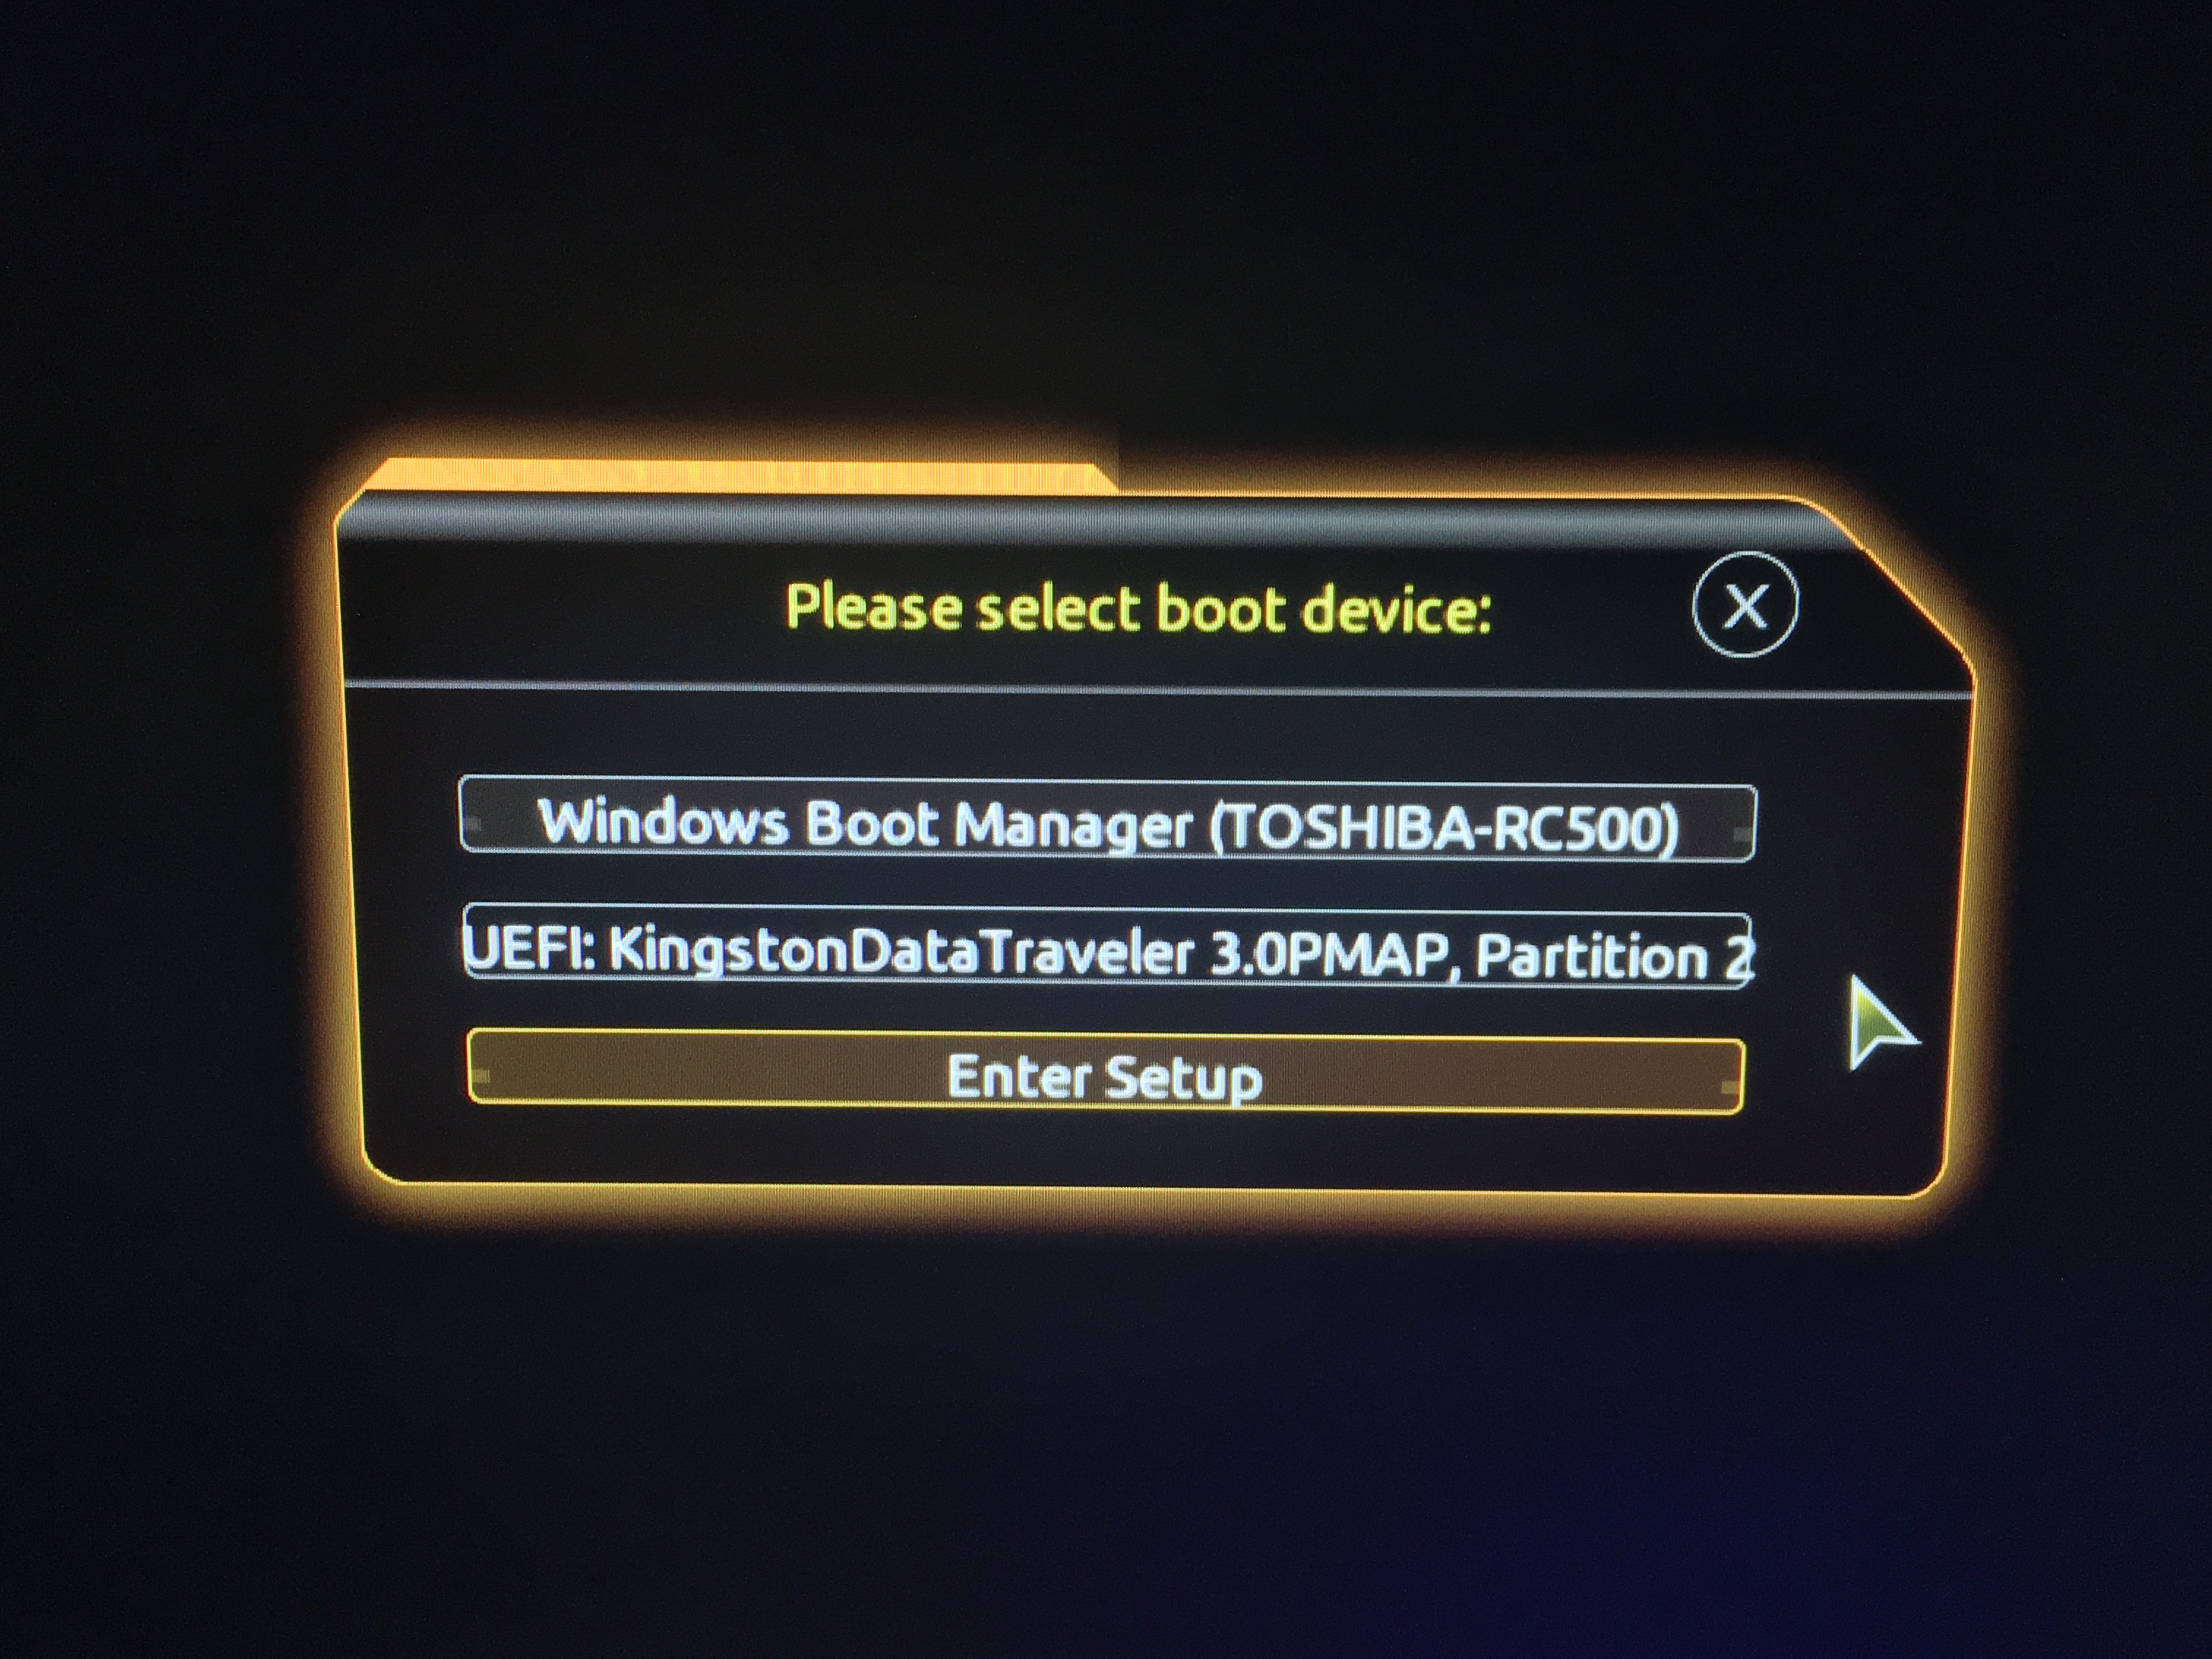 Please select boot device:
X
Windows Boot Manager (TOSHIBA-RC500)
UEFI: KingstonDataTraveler 3.0PMAP, Partition 2
Enter Setup